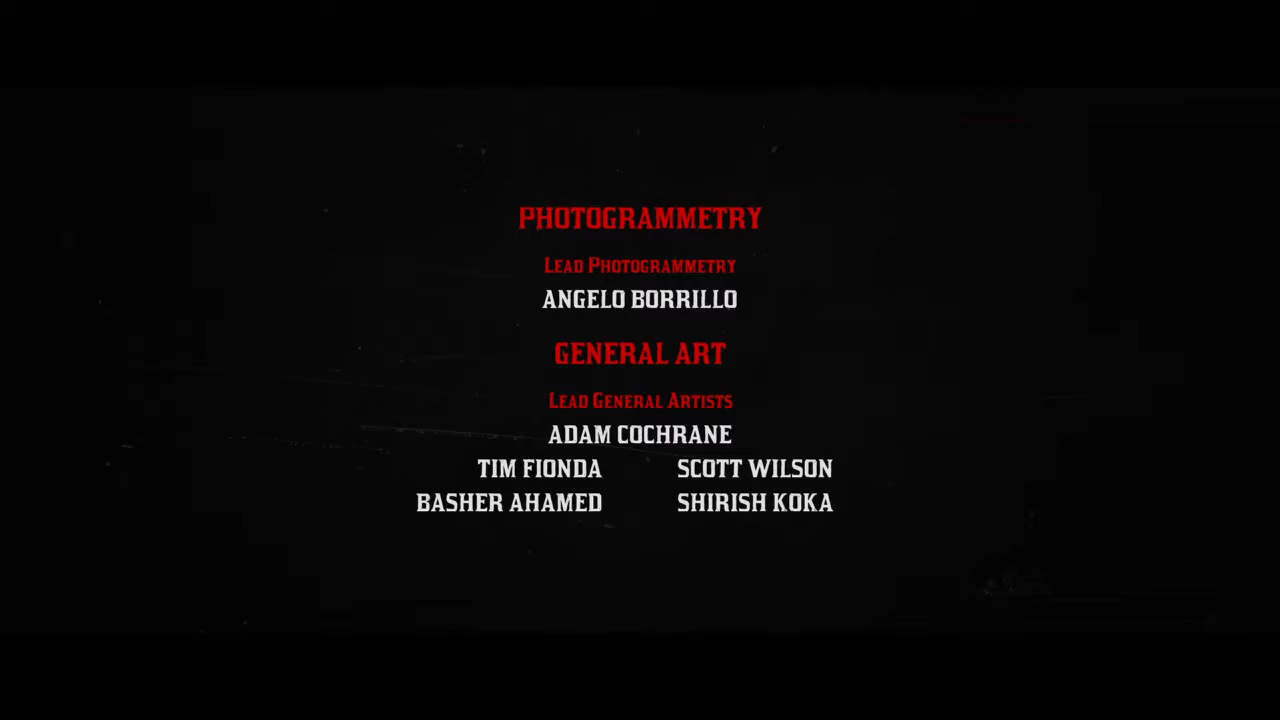 PHOTOGRAMMETRY
LEAD PHOTOGRAMMETRY
ANGELO BORRILLO
GENERAL ART
LEAD GENERAL ARTISTS
ADAM COCHRANE
TIM FIONDA SCOTT WILSON
BASHER AHAMED SHIRISH KOKA